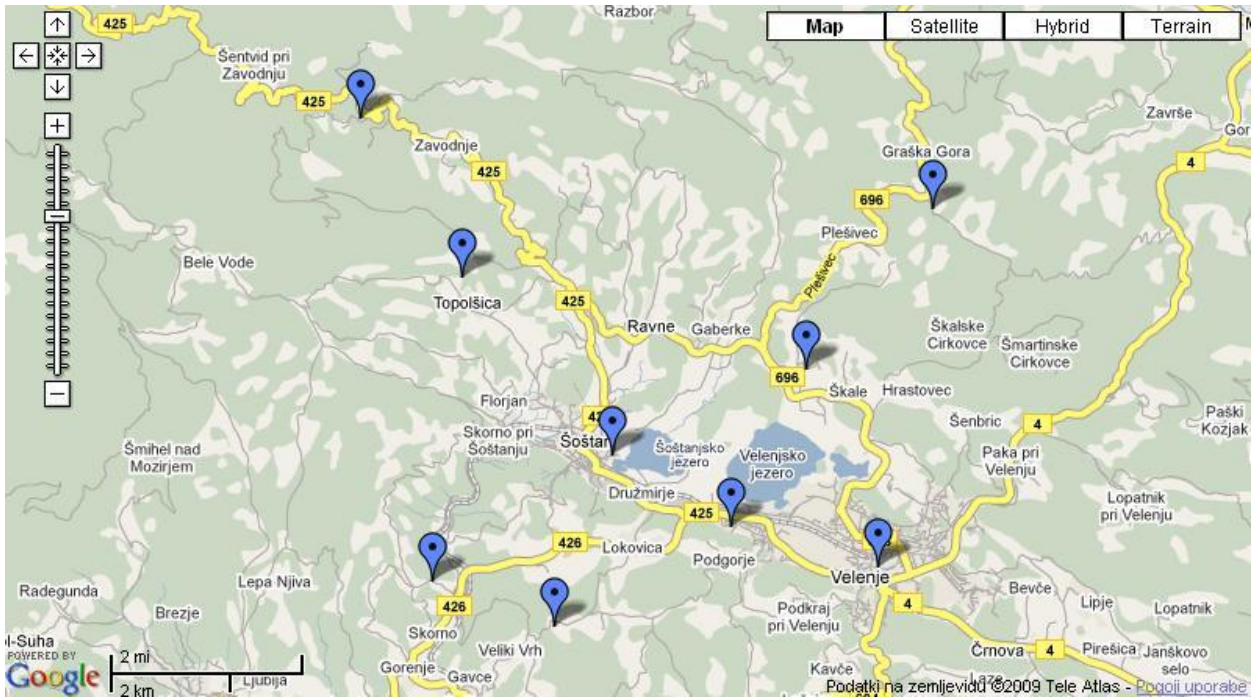 Razbor
Map
Satellite
Hybrid
Terrain
425
Šentvid pri
Zavodnju
425
Zavodnje
Završe
Gor
Graška Gora
4
425
696
Plešivec
Bele Vode
Plešivec
Topolšica
425
Ravne
Gaberke
Škalske
Cirkovce
Šmartinske
Cirkovce
696
Škale
Hrastovec
Florjan
Šenbric
4
Paški
Kozjak
Skorno pri
Šoštanju
Šoštan
Šoštanjsko
jezero
Velenjsko
jezero
Paka pri
Velenju
Šmihel nad
Mozirjem
Družmirje
425
Lopatnik
pri Velenju
426
Lokovica
Podgorje
Velenje
Radegunda
Lepa Njiva
Brezje
426
Skorno
Podkraj
pri Velenju
4
Bevče
Lipje
Lopatnik
Veliki Vrh
Črnova
4
Pirešica
Janškovo
selo
ol-Suha
POWERED BY
Google
2 mi
2 km
Ljubija
Gorenje
Gavce
Kavče
Laze
Podatki na zemljevidu ©2009 Tele Atlas - Pogoji uporabe